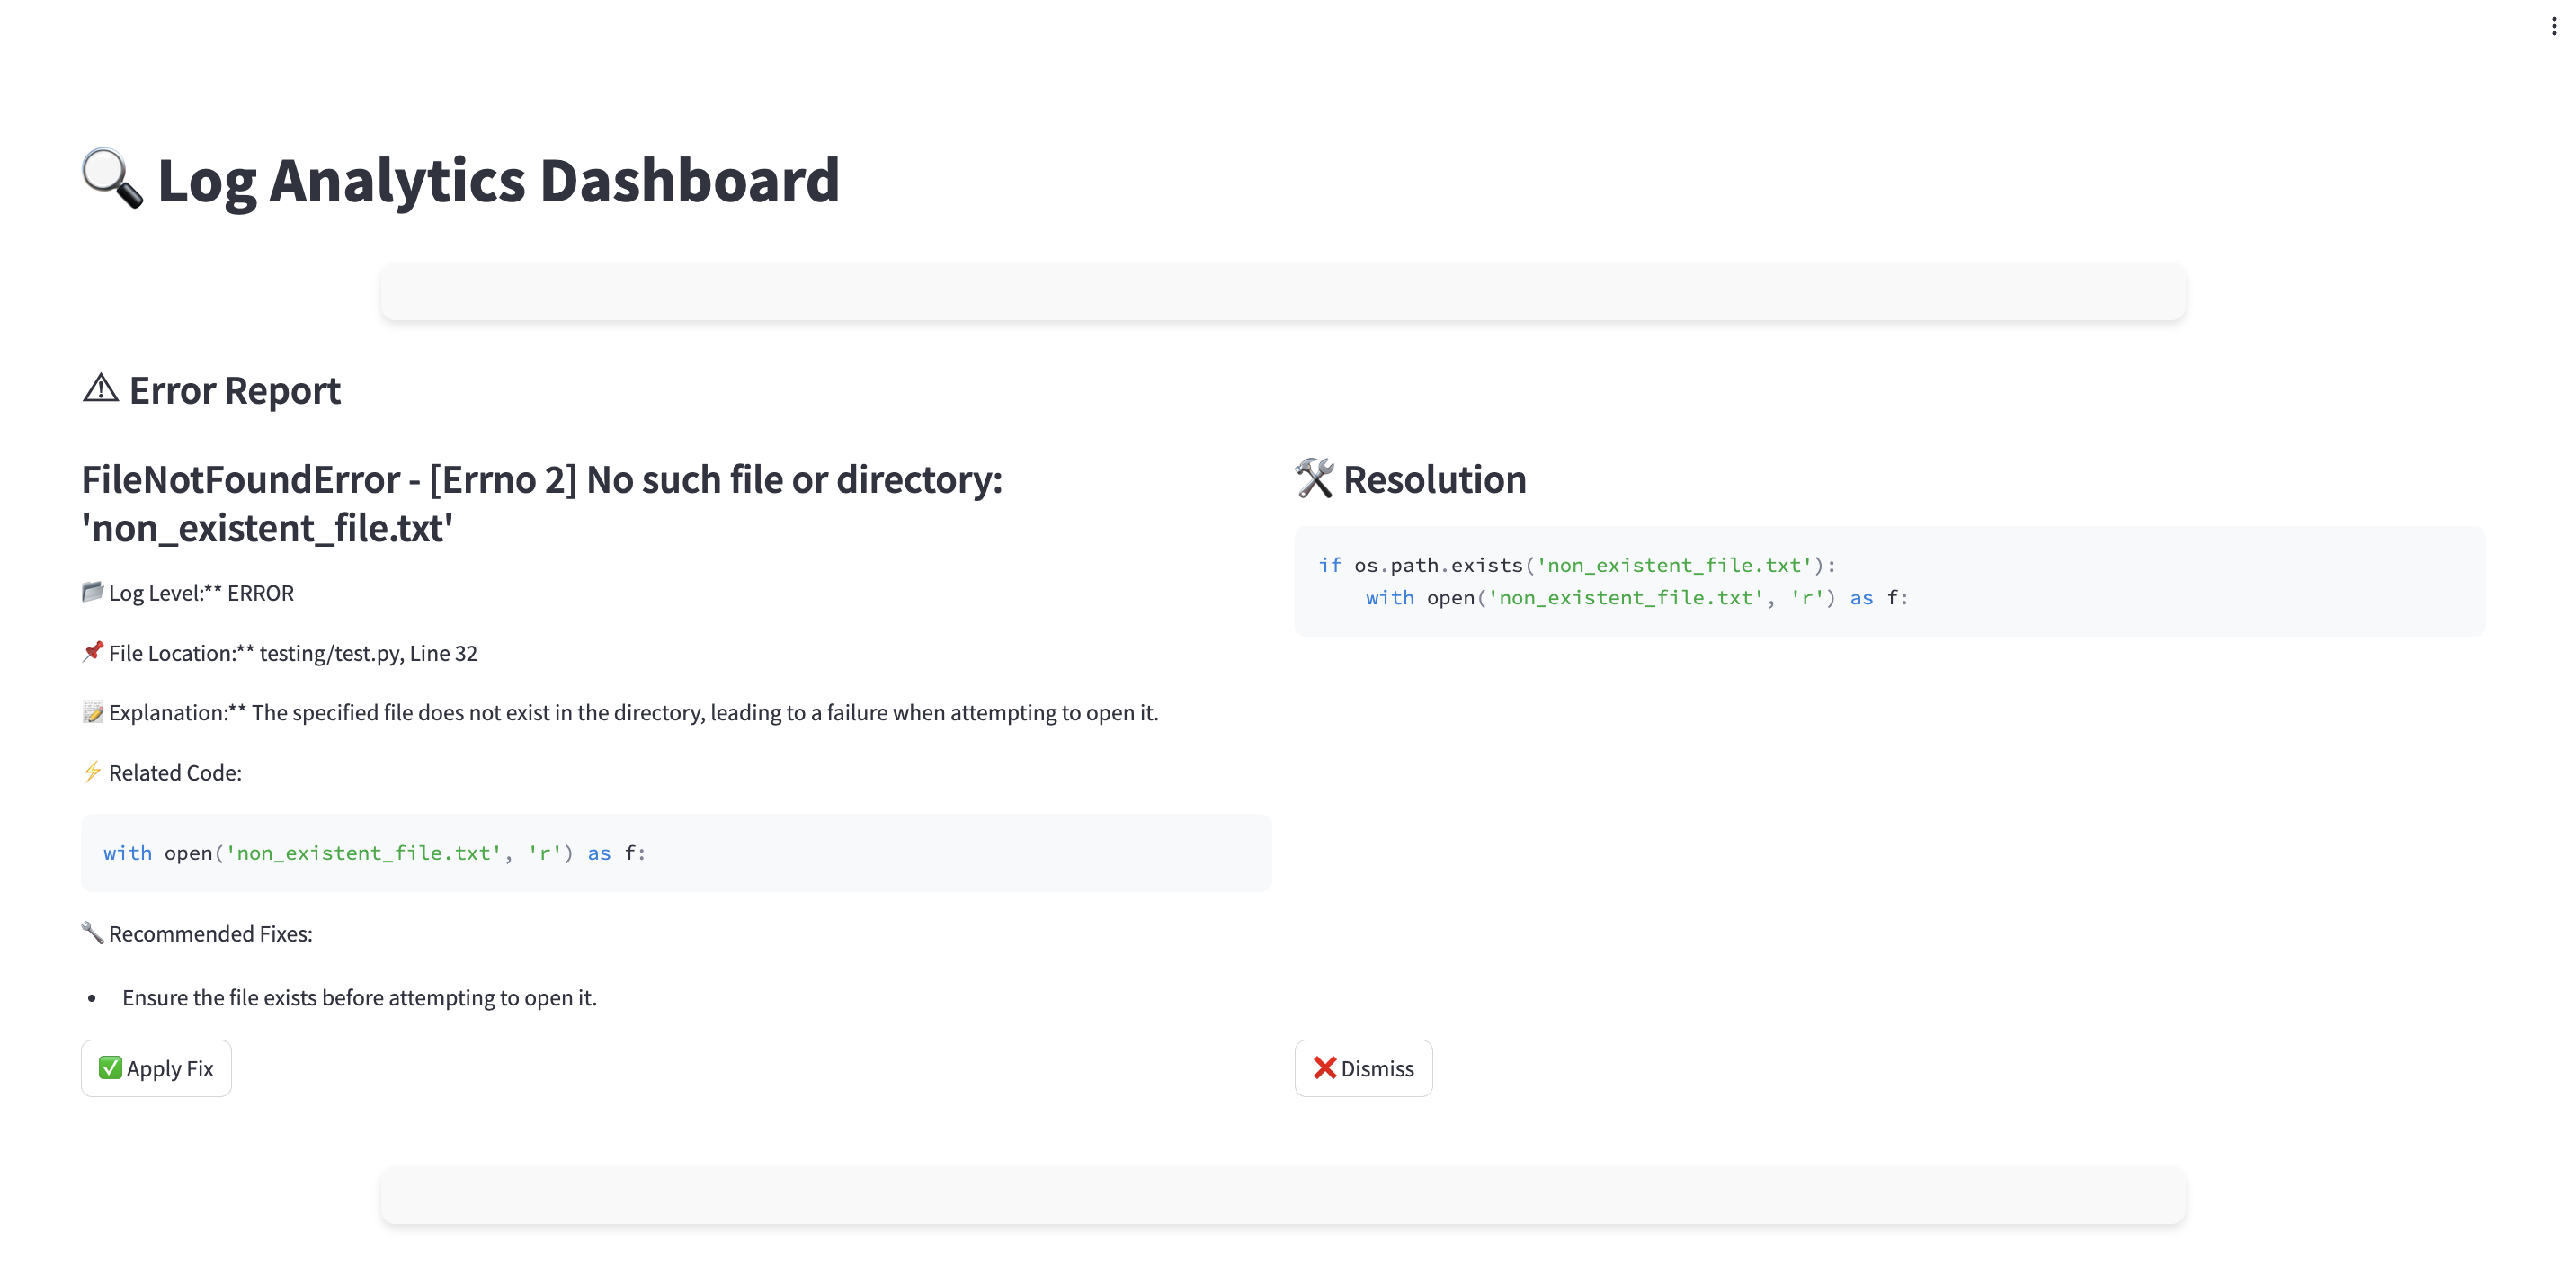 🔍 Log Analytics Dashboard
⚠ Error Report
FileNotFoundError - [Errno 2] No such file or directory:
'non_existent_file.txt'
📂 Log Level:** ERROR
📌 File Location:** testing/test.py, Line 32
📝 Explanation:** The specified file does not exist in the directory, leading to a failure when attempting to open it.
⚡ Related Code:
with open('non_existent_file.txt', 'r') as f:
🔧 Recommended Fixes:
• Ensure the file exists before attempting to open it.
✅ Apply Fix
🛠 Resolution
if os.path.exists('non_existent_file.txt'):
    with open('non_existent_file.txt', 'r') as f:
❌ Dismiss